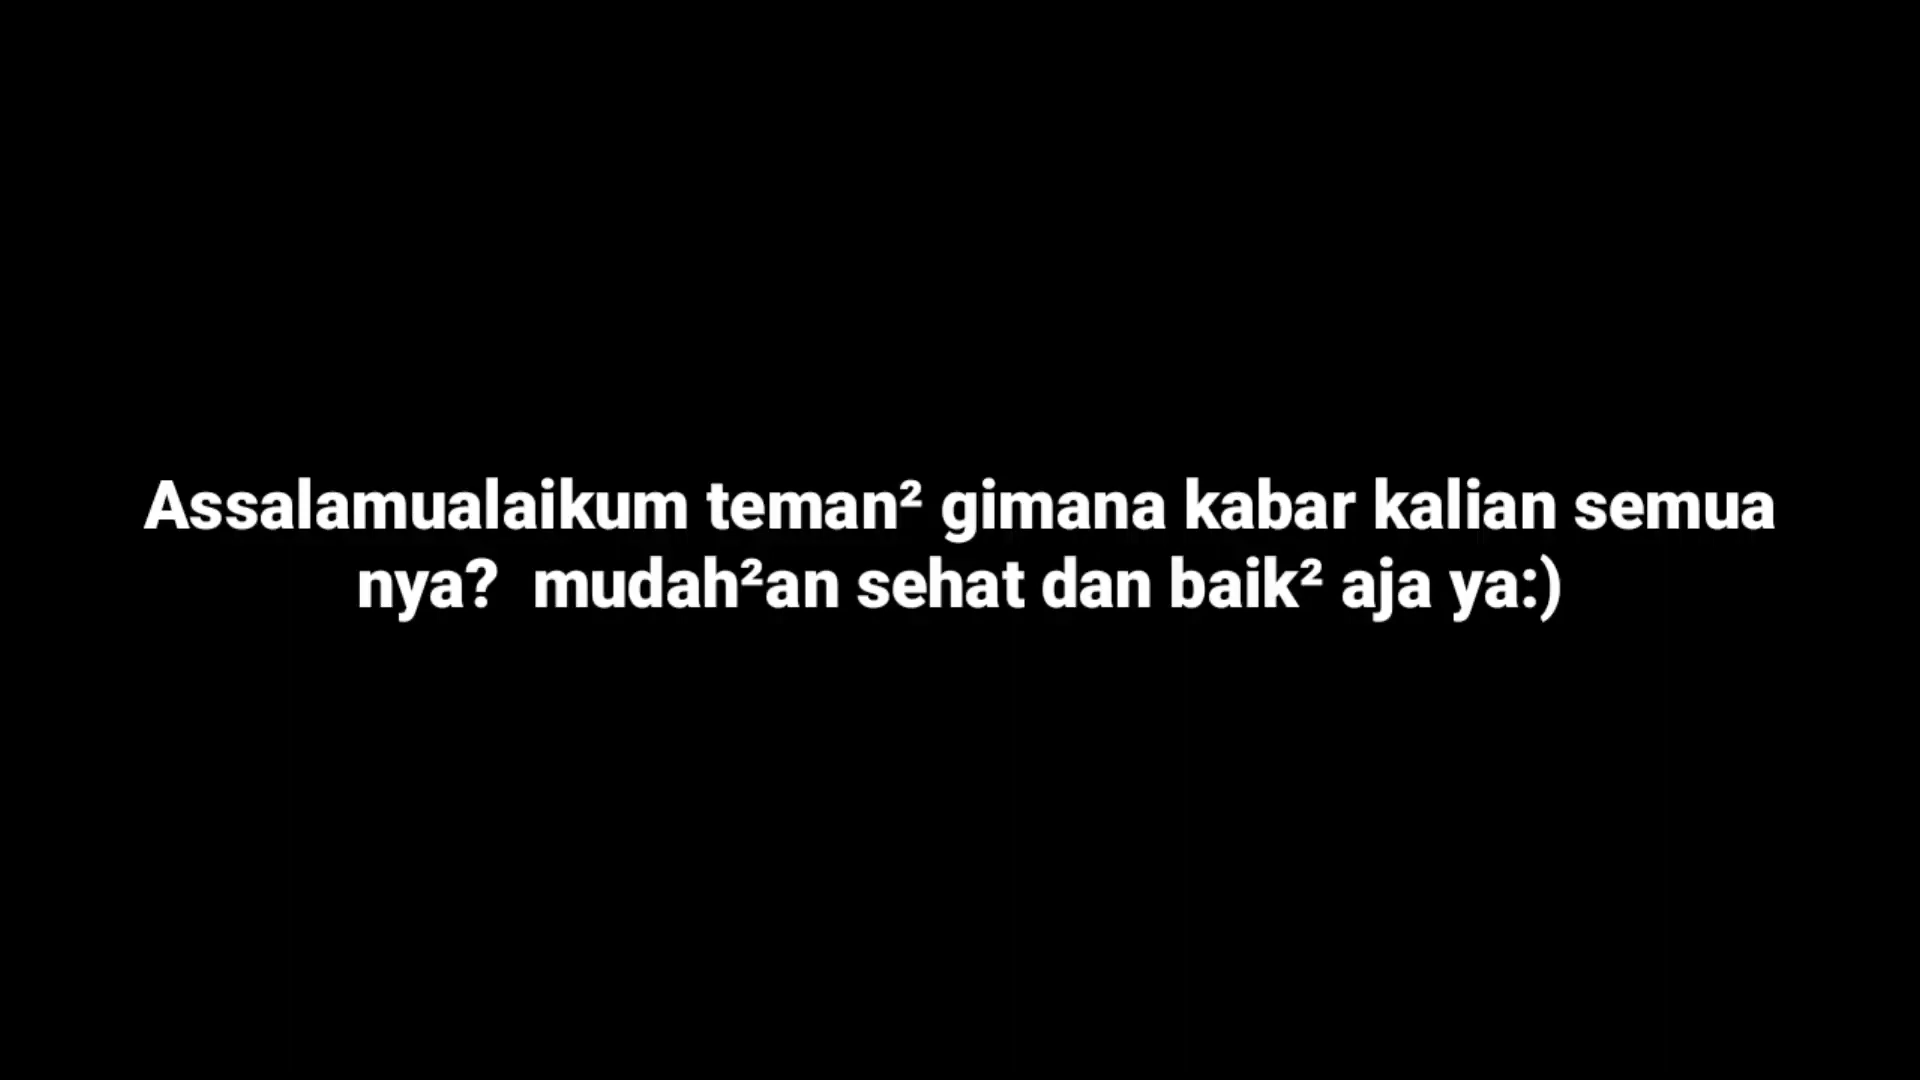 Assalamualaikum teman² gimana kabar kalian semua
nya?  mudah²an sehat dan baik² aja ya:)